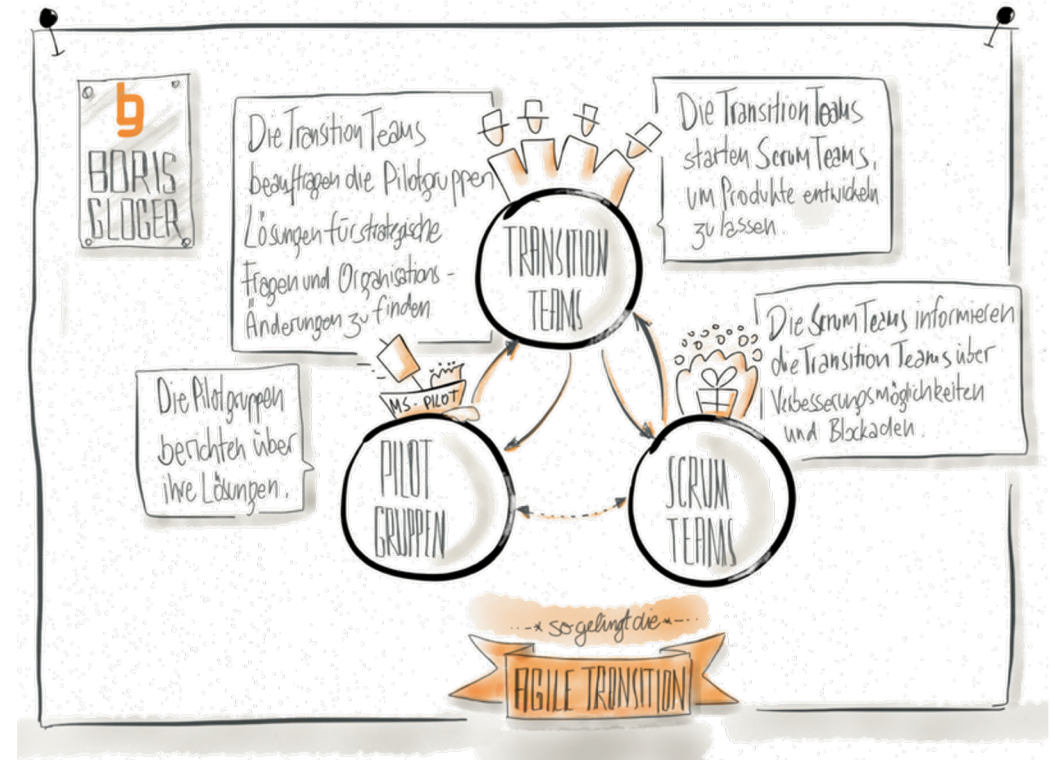 bg
BORIS
GLOGER
Die Transition Teams
beauftragen die Pilotgruppen
Lösungen für strategische
Fragen und Organisations-
Änderungen zu finden
Die Transition Teams
starten Scrum Teams,
um Produkte entwickeln
zu lassen.
TRANSITION
TEAMS
Die Scrum Teams informieren
die Transition Teams über
Verbesserungsmöglichkeiten
und Blockaden.
Die Pilotgruppen
berichten über
ihre Lösungen.
MS-PILOT
PILOT
GRUPPEN
SCRUM
TEAMS
so gelingt die
AGILE TRANSITION